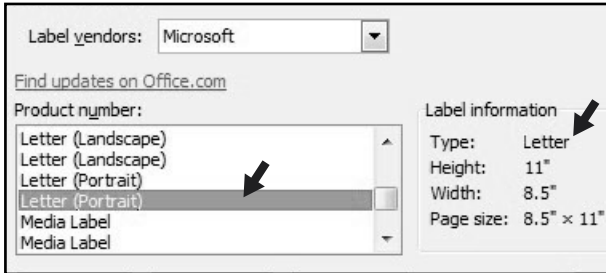 Label vendors: Microsoft
Find updates on Office.com
Product number:
Letter (Landscape)
Letter (Landscape)
Letter (Portrait)
Letter (Portrait)
Media Label
Media Label
Label information
Type: Letter
Height: 11"
Width: 8.5"
Page size: 8.5" × 11"